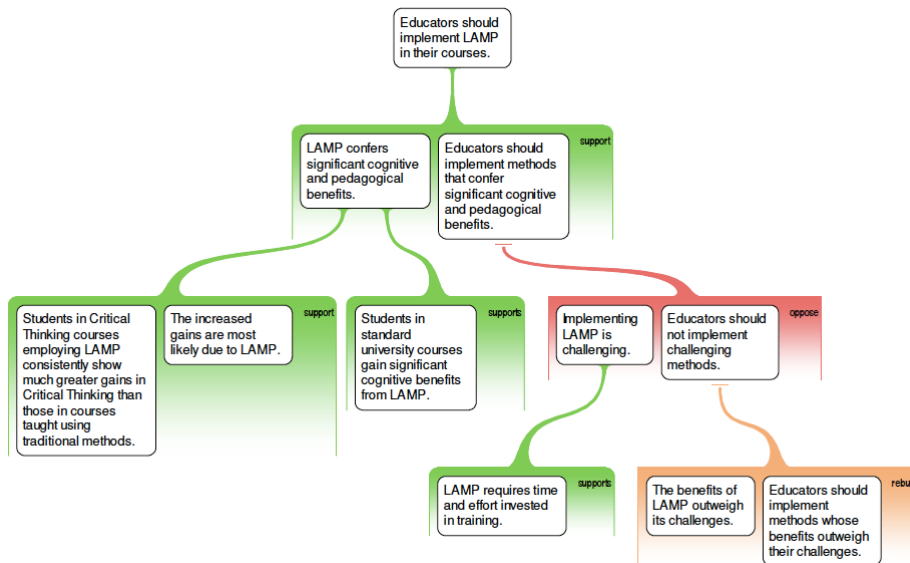 Educators should
implement LAMP
in their courses.
support
LAMP confers
significant cognitive
and pedagogical
benefits.
Educators should
implement methods
that confer
significant cognitive
and pedagogical
benefits.
support
Students in Critical
Thinking courses
employing LAMP
consistently show
much greater gains in
Critical Thinking than
those in courses
taught using
traditional methods.
The increased
gains are most
likely due to LAMP.
supports
Students in
standard
university courses
gain significant
cognitive benefits
from LAMP.
oppose
Implementing
LAMP is
challenging.
Educators should
not implement
challenging
methods.
supports
LAMP requires time
and effort invested
in training.
rebu
The benefits of
LAMP outweigh
its challenges.
Educators should
implement
methods whose
benefits outweigh
their challenges.